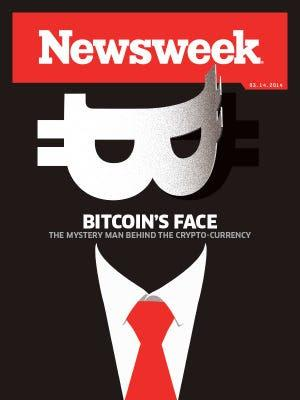 Newsweek
03.14.2014
BITCOIN'S FACE
THE MYSTERY MAN BEHIND THE CRYPTO-CURRENCY